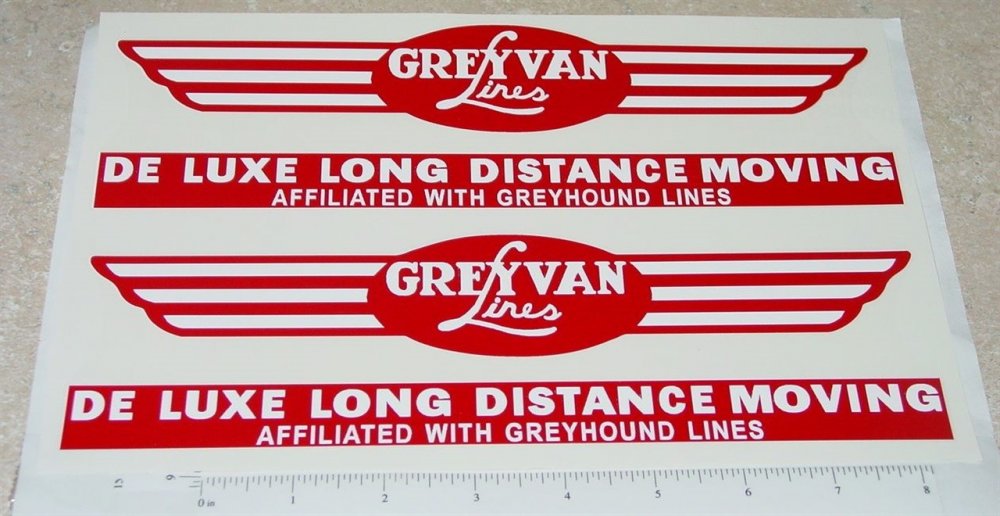 GREYVAN
Lines
DE LUXE LONG DISTANCE MOVING
AFFILIATED WITH GREYHOUND LINES
GREYVAN
Lines
DE LUXE LONG DISTANCE MOVING
AFFILIATED WITH GREYHOUND LINES
0 in 1 2 3 4 5 6 7 8